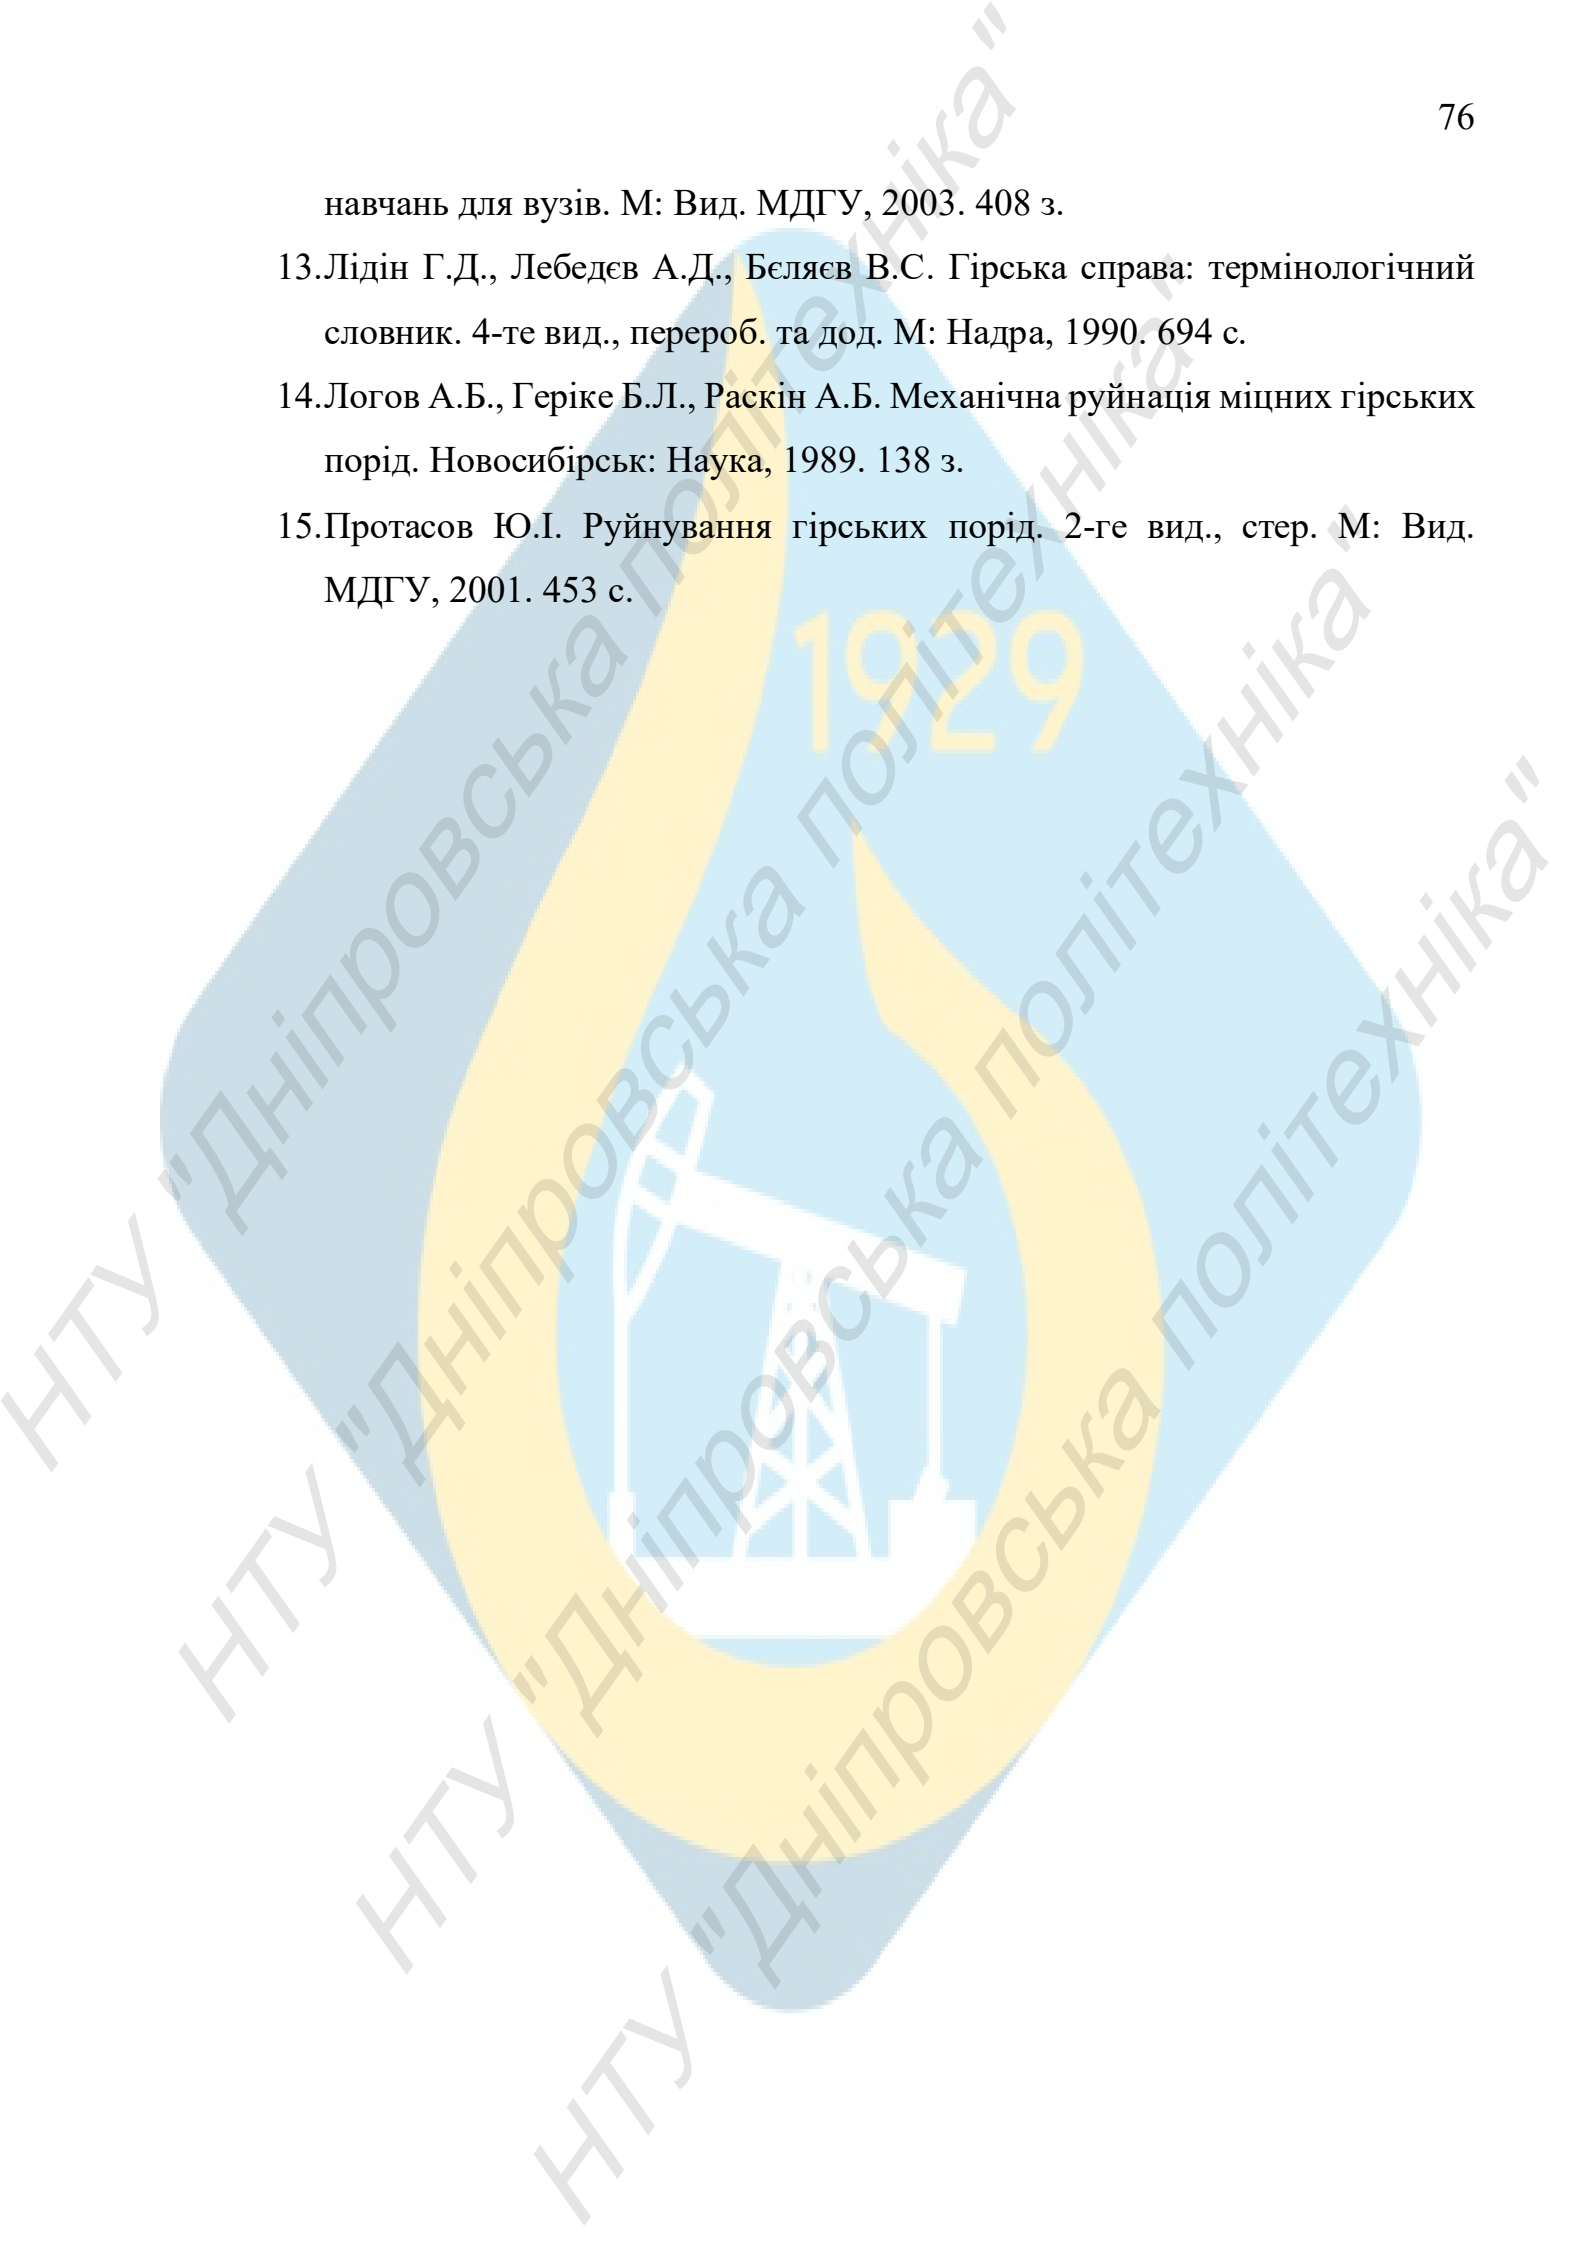 76
навчань для вузів. М: Вид. МДГУ, 2003. 408 з.
13.Лідін Г.Д., Лебедєв А.Д., Бєляєв В.С. Гірська справа: термінологічний
словник. 4-те вид., перероб. та дод. М: Надра, 1990. 694 с.
14.Логов А.Б., Геріке Б.Л., Раскін А.Б. Механічна руйнація міцних гірських
порід. Новосибірськ: Наука, 1989. 138 з.
15.Протасов Ю.І. Руйнування гірських порід. 2-ге вид., стер. М: Вид.
МДГУ, 2001. 453 с.
1929
НТУ "Дніпровська політехніка"
НТУ "Дніпровська політехніка"
НТУ "Дніпровська політехніка"
НТУ "Дніпровська політехніка"